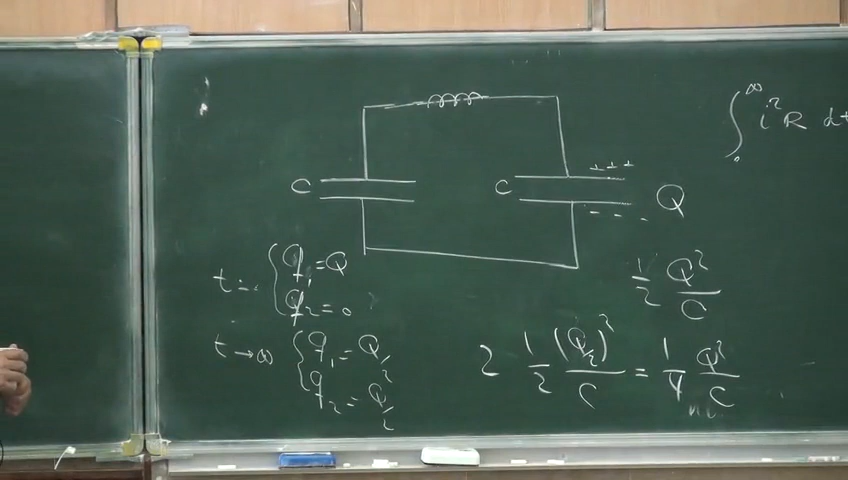 ∫₀^∞ i²R dt
C
C
+++
---
Q
t=0 { q₁=Q
q₂=0
t→∞ { q₁=Q/2
q₂=Q/2
1/2 Q²/C
2 1/2 (Q/2)²/C = 1/4 Q²/C